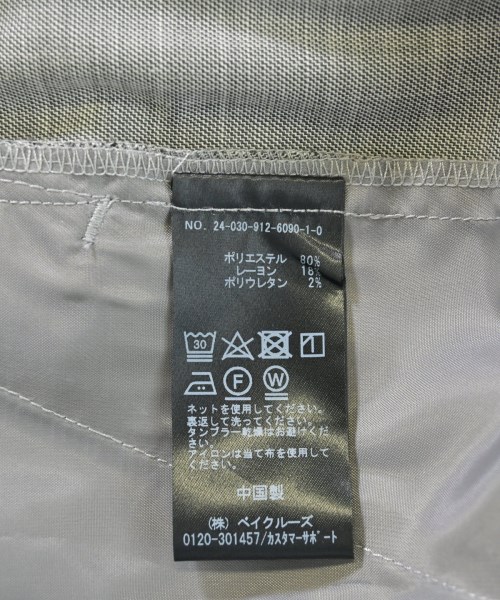 NO. 24-030-912-6090-1-0
ポリエステル 80%
レーヨン 18%
ポリウレタン 2%
30
F W
ネットを使用してください。
裏返して洗ってください。
タンブラー乾燥はお避けくだ
さい。
アイロンは当て布を使用して
ください。
中国製
(株) ベイクルーズ
0120-301457/カスタマーサポート